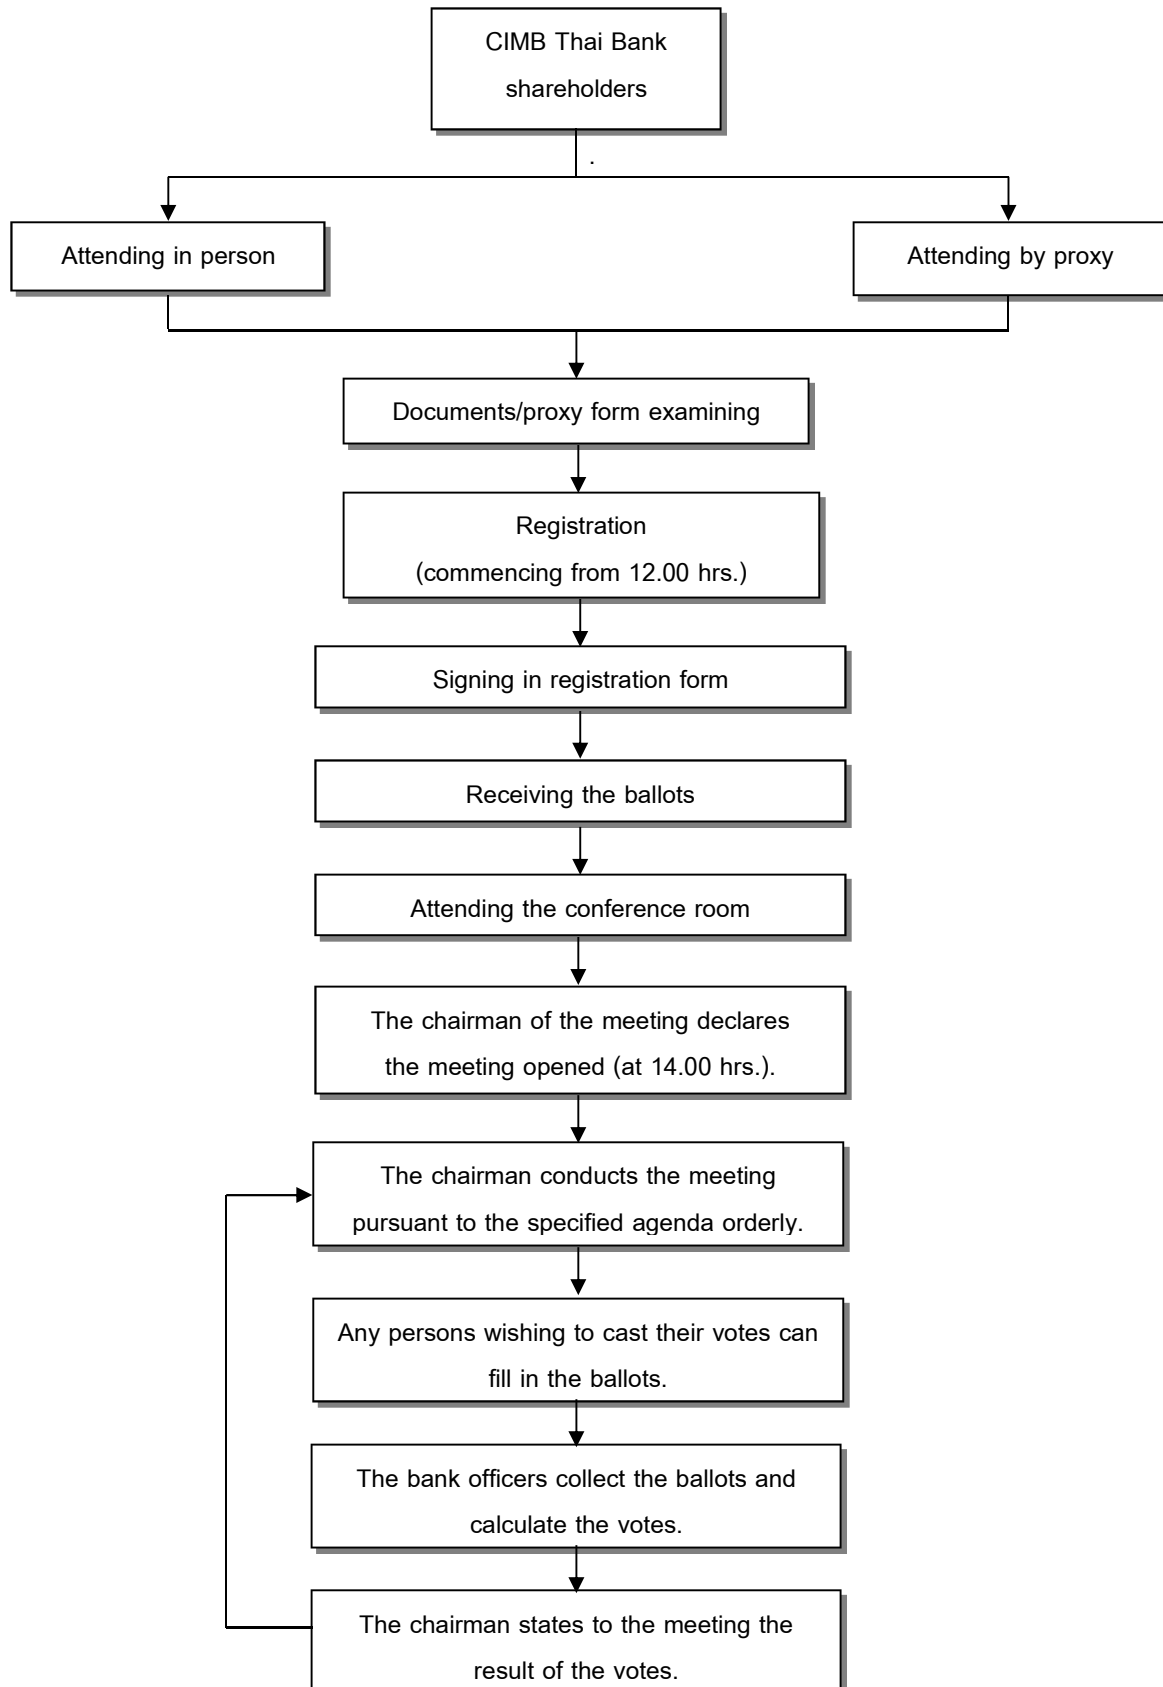 CIMB Thai Bank
shareholders
.
Attending in person
Attending by proxy
Documents/proxy form examining
Registration
(commencing from 12.00 hrs.)
Signing in registration form
Receiving the ballots
Attending the conference room
The chairman of the meeting declares
the meeting opened (at 14.00 hrs.).
The chairman conducts the meeting
pursuant to the specified agenda orderly.
Any persons wishing to cast their votes can
fill in the ballots.
The bank officers collect the ballots and
calculate the votes.
The chairman states to the meeting the
result of the votes.